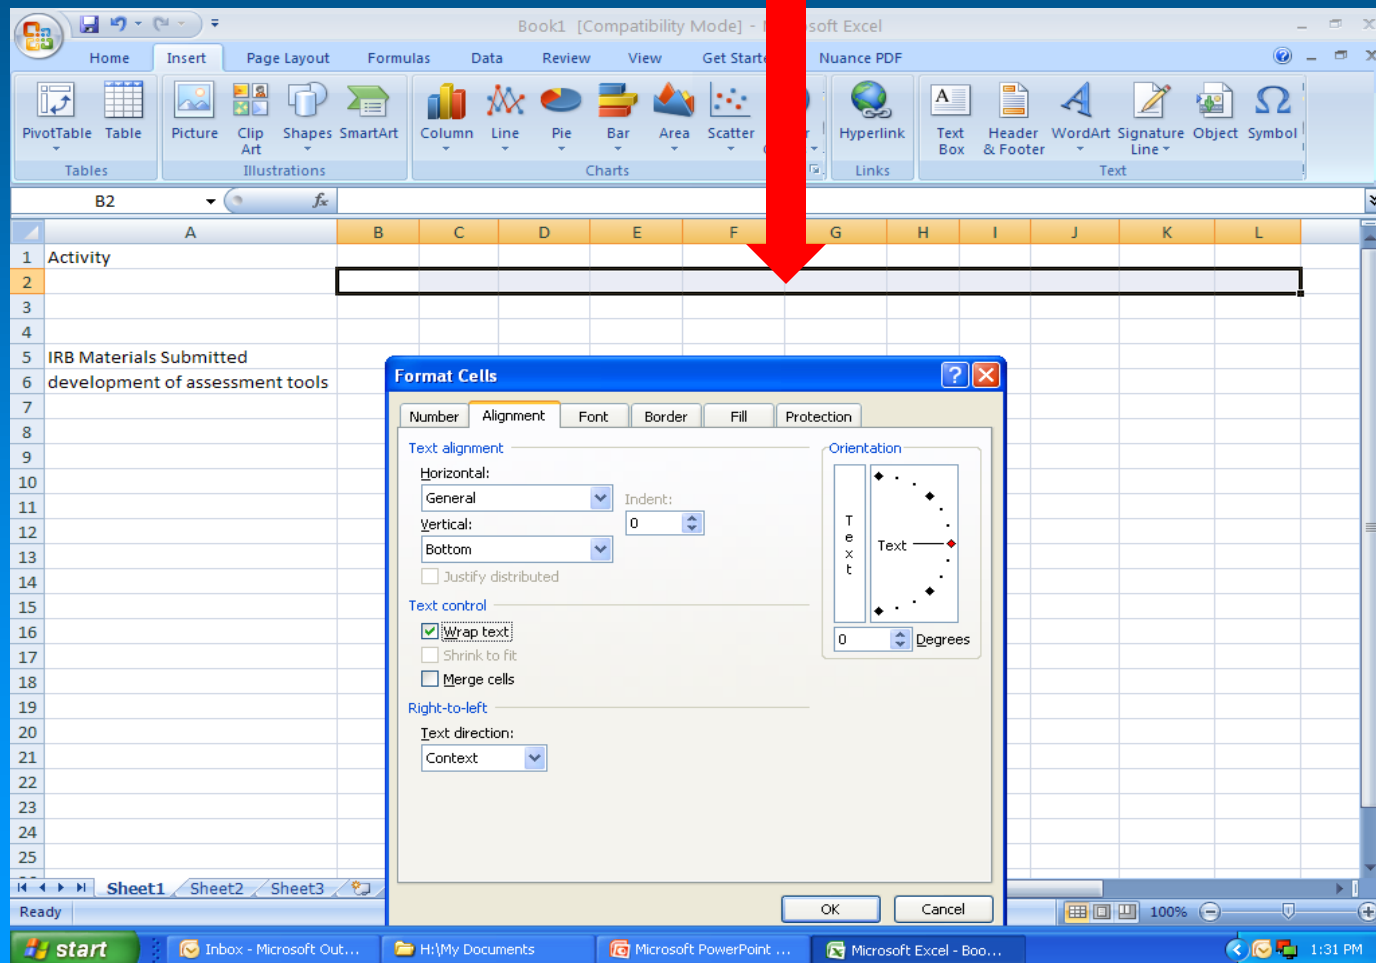 Book1 [Compatibility Mode] - soft Excel
Home Insert Page Layout Formulas Data Review View Get Starte Nuance PDF
PivotTable Table Picture Clip Art Shapes SmartArt Column Line Pie Bar Area Scatter Hyperlink Text Box Header & Footer WordArt Signature Line Object Symbol
Tables Illustrations Charts Links Text
B2 fx
A B C D E F G H I J K L
1 Activity
2
3
4
5 IRB Materials Submitted
6 development of assessment tools
7
8
9
10
11
12
13
14
15
16
17
18
19
20
21
22
23
24
25
Format Cells
Number Alignment Font Border Fill Protection
Text alignment
Horizontal:
General
Indent:
0
Vertical:
Bottom
Justify distributed
Text control
Wrap text
Shrink to fit
Merge cells
Right-to-left
Text direction:
Context
Orientation
Text
Text
0 Degrees
OK Cancel
Sheet1 Sheet2 Sheet3
Ready 100%
start Inbox - Microsoft Out... H:\My Documents Microsoft PowerPoint ... Microsoft Excel - Boo... 1:31 PM